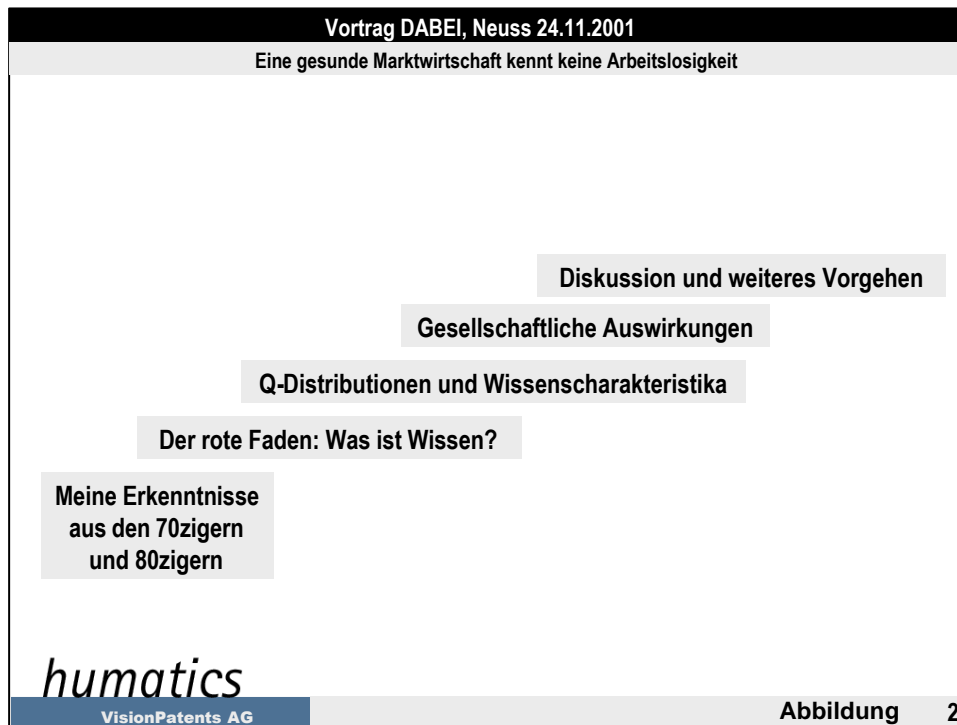 Vortrag DABEI, Neuss 24.11.2001
Eine gesunde Marktwirtschaft kennt keine Arbeitslosigkeit
Diskussion und weiteres Vorgehen
Gesellschaftliche Auswirkungen
Q-Distributionen und Wissenscharakteristika
Der rote Faden: Was ist Wissen?
Meine Erkenntnisse
aus den 70zigern
und 80zigern
humatics
VisionPatents AG
Abbildung 2